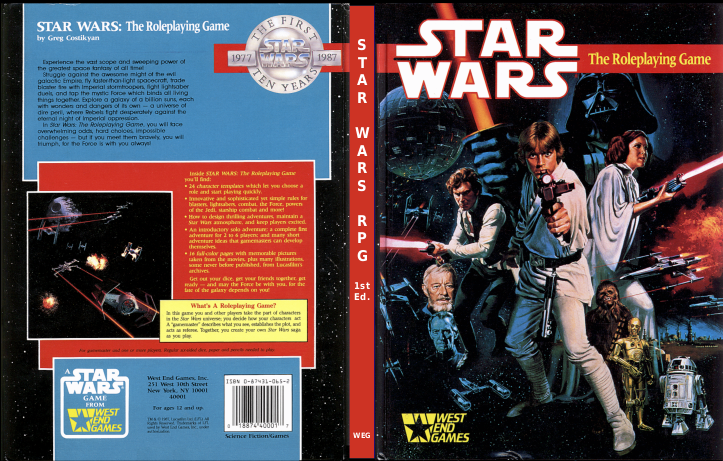 STAR WARS: The Roleplaying Game
by Greg Costikyan
THE FIRST
1977
STAR
WARS
1987
TEN YEARS
Experience the vast scope and sweeping power of
the greatest space fantasy of all time!
Struggle against the awesome might of the evil
galactic Empire, fly faster-than-light spacecraft, trade
blaster fire with Imperial stormtroopers, fight lightsaber
duels, and tap the mystic Force which binds all living
things together. Explore a galaxy of a billion suns, each
with wonders and dangers of its own — a universe of
dire peril, where Rebels fight desperately against the
eternal night of Imperial oppression.
In Star Wars: The Roleplaying Game, you will face
overwhelming odds, hard choices, impossible
challenges — but if you meet them bravely, you will
triumph, for the Force is with you always!
Inside STAR WARS: The Roleplaying Game
you'll find:
• 24 character templates which let you choose a
role and start playing quickly.
• Innovative and sophisticated yet simple rules for
blasters, lightsabers, combat, the Force, powers
of the Jedi, starship combat and more!
• How to design thrilling adventures, maintain a
Star Wars atmosphere, and keep players excited.
• An introductory solo adventure; a complete first
adventure for 2 to 6 players; and many short
adventure ideas that gamemasters can develop
themselves.
• 16 full-color pages with memorable pictures
taken from the movies, plus many illustrations,
some never before published, from Lucasfilm's
archives.
Get out your dice, get your friends together, get
ready — and may the Force be with you, for the
fate of the galaxy depends on you!
What's A Roleplaying Game?
In this game you and other players take the part of characters
in the Star Wars universe; you decide how your characters act
A "gamemaster" describes what you see, establishes the plot, and
acts as referee. Together, you create your own Star Wars saga
as you play.
A
STAR
WARS
GAME
FROM
WEST
END
GAMES
West End Games, Inc.
251 West 30th Street
New York, NY 10001
40001
For ages 12 and up
ISBN 0-87431-065-2
0 18874 40001 7
Science Fiction/Games
STAR WARS RPG
1st
Ed.
WEG
STAR
WARS
The Roleplaying Game
WEST
END
GAMES